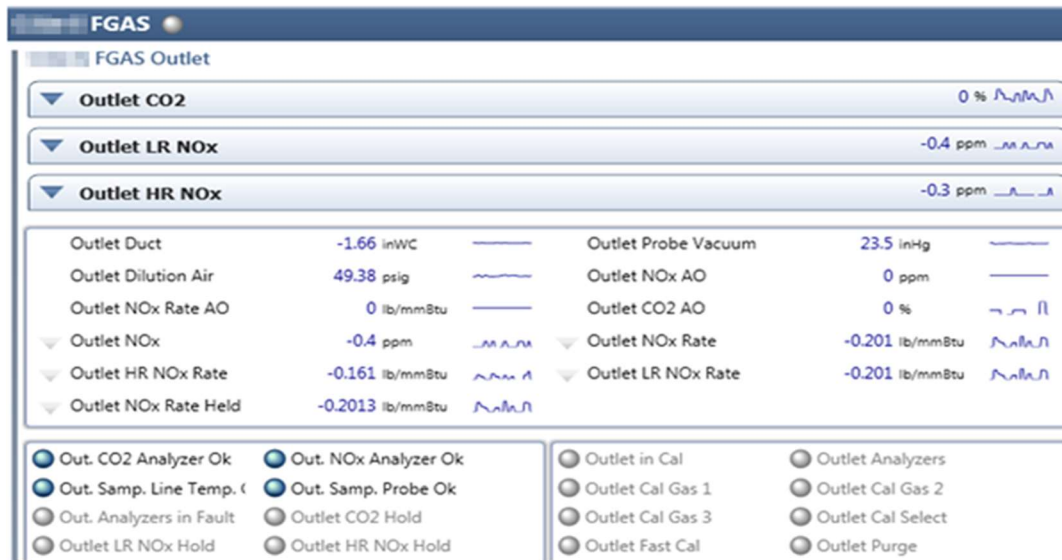 FGAS
FGAS Outlet
Outlet CO2 0 %
Outlet LR NOx -0.4 ppm
Outlet HR NOx -0.3 ppm
Outlet Duct -1.66 inWC Outlet Probe Vacuum 23.5 inHg
Outlet Dilution Air 49.38 psig Outlet NOx AO 0 ppm
Outlet NOx Rate AO 0 lb/mmBtu Outlet CO2 AO 0 %
Outlet NOx -0.4 ppm Outlet NOx Rate -0.201 lb/mmBtu
Outlet HR NOx Rate -0.161 lb/mmBtu Outlet LR NOx Rate -0.201 lb/mmBtu
Outlet NOx Rate Held -0.2013 lb/mmBtu
Out. CO2 Analyzer Ok Out. NOx Analyzer Ok Outlet in Cal Outlet Analyzers
Out. Samp. Line Temp. ( Out. Samp. Probe Ok Outlet Cal Gas 1 Outlet Cal Gas 2
Out. Analyzers in Fault Outlet CO2 Hold Outlet Cal Gas 3 Outlet Cal Select
Outlet LR NOx Hold Outlet HR NOx Hold Outlet Fast Cal Outlet Purge